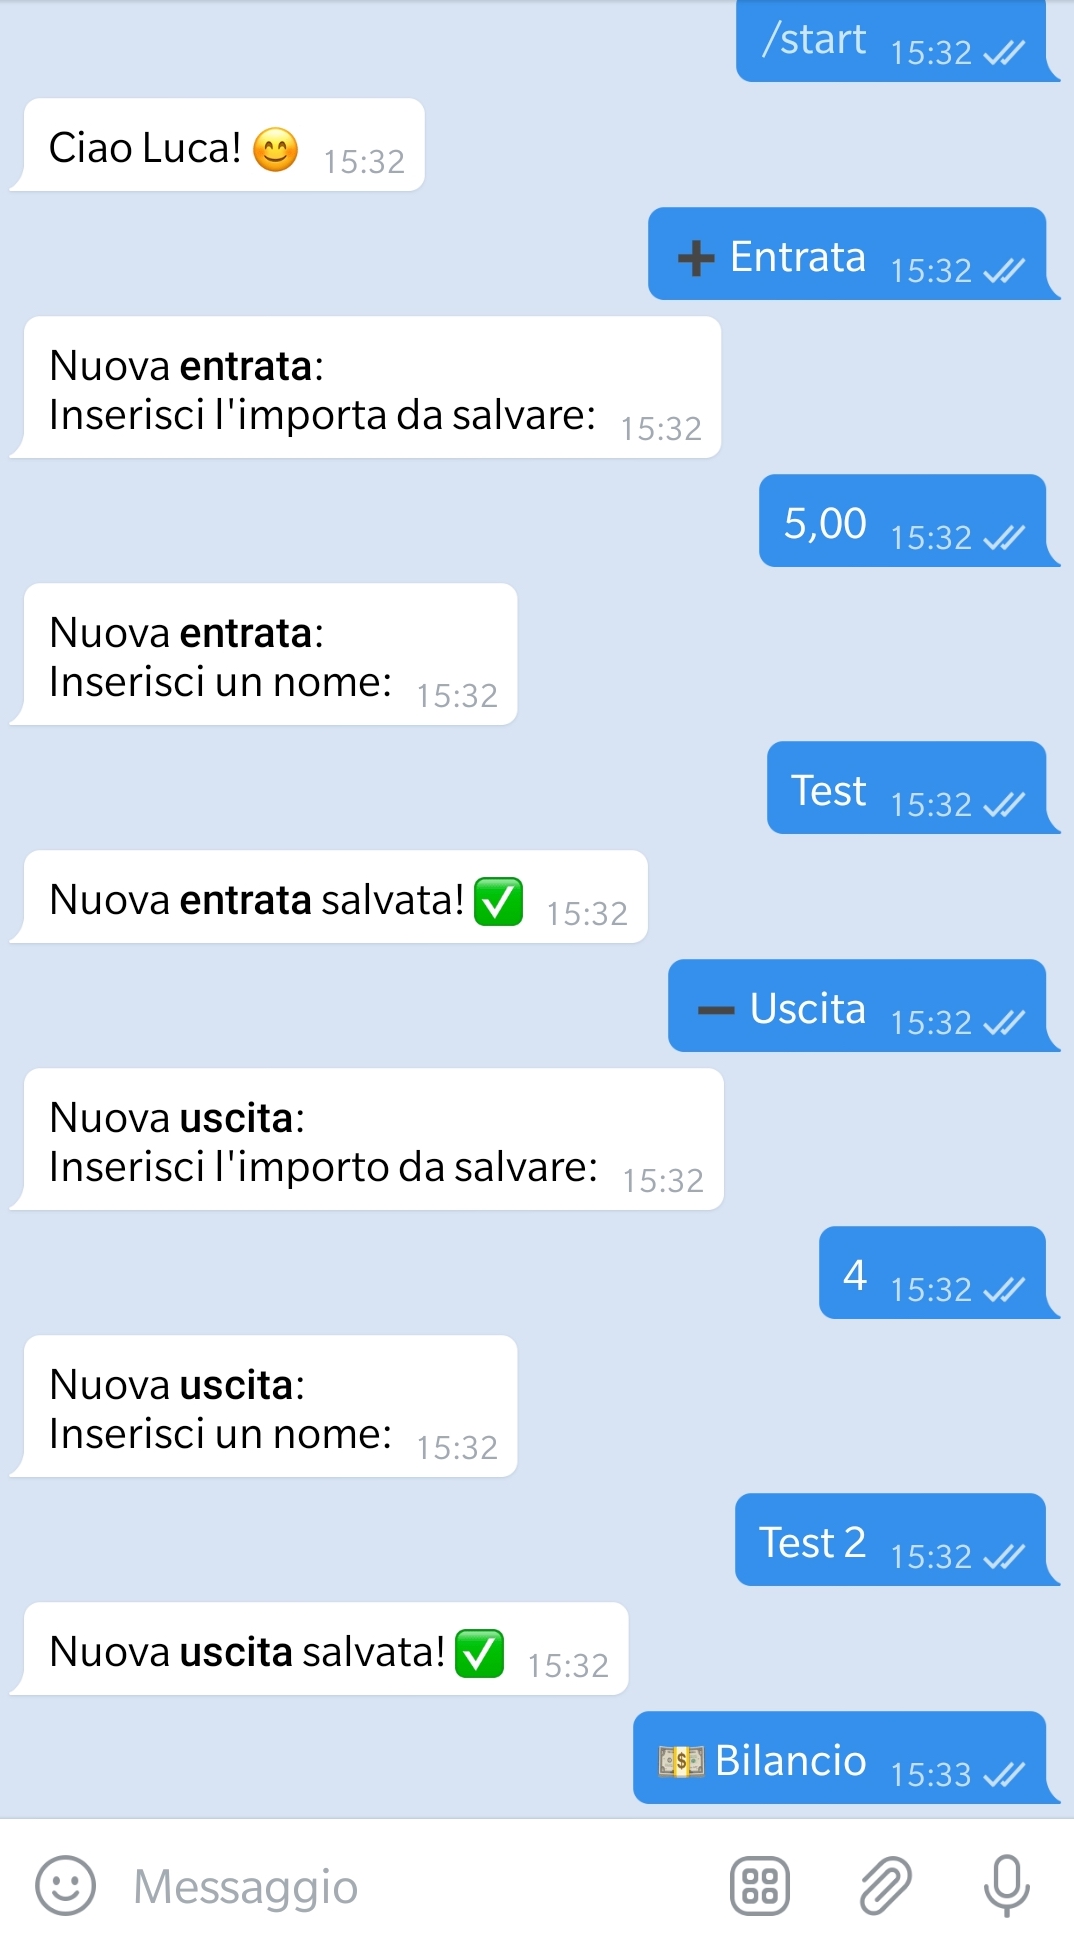 /start 15:32
Ciao Luca! 😊 15:32
➕ Entrata 15:32
Nuova entrata:
Inserisci l'importa da salvare: 15:32
5,00 15:32
Nuova entrata:
Inserisci un nome: 15:32
Test 15:32
Nuova entrata salvata! ✅ 15:32
➖ Uscita 15:32
Nuova uscita:
Inserisci l'importo da salvare: 15:32
4 15:32
Nuova uscita:
Inserisci un nome: 15:32
Test 2 15:32
Nuova uscita salvata! ✅ 15:32
💵 Bilancio 15:33
Messaggio